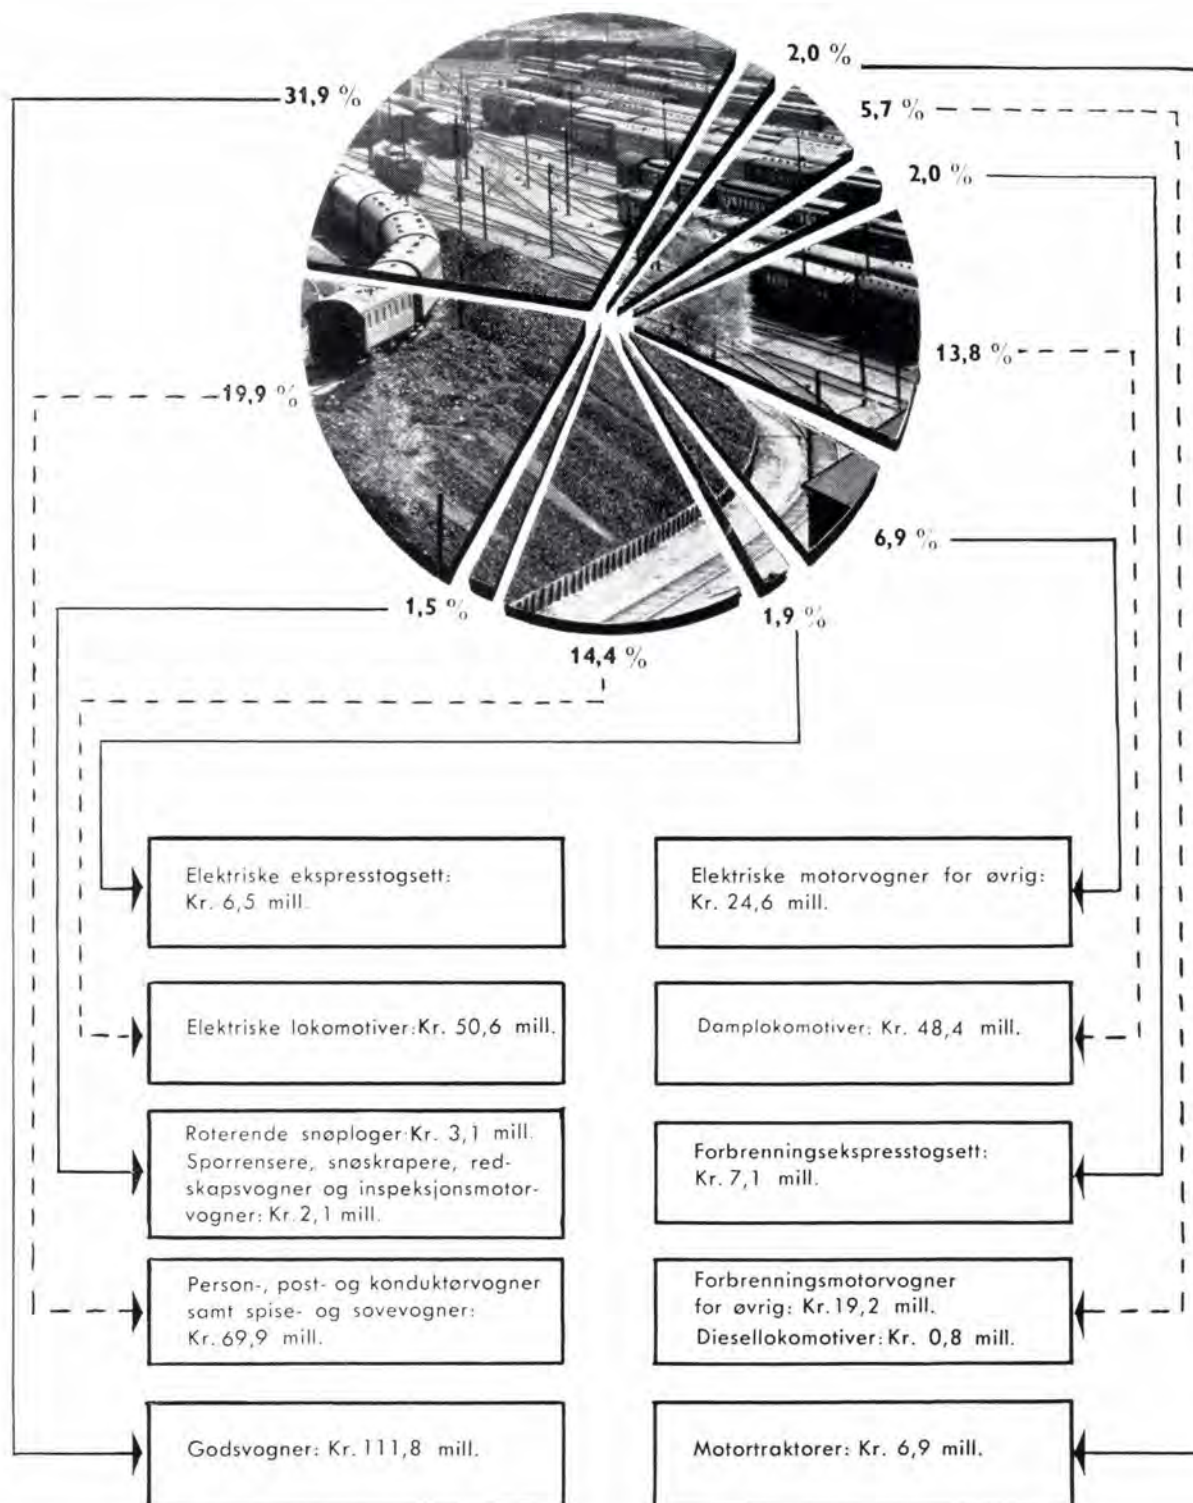 2,0 %
31,9 %
5,7 %
2,0 %
13,8 %
19,9 %
6,9 %
1,5 %
1,9 %
14,4 %
Elektriske ekspresstogsett:
Kr. 6,5 mill.
Elektriske motorvogner for øvrig:
Kr. 24,6 mill.
Elektriske lokomotiver: Kr. 50,6 mill.
Damplokomotiver: Kr. 48,4 mill.
Roterende snøploger: Kr. 3,1 mill.
Sporrensere, snøskrapere, red-
skapsvogner og inspeksjonsmotor-
vogner: Kr. 2,1 mill.
Forbrenningsekspresstogsett:
Kr. 7,1 mill.
Person-, post- og konduktørvogner
samt spise- og sovevogner:
Kr. 69,9 mill.
Forbrenningsmotorvogner
for øvrig: Kr. 19,2 mill.
Diesellokomotiver: Kr. 0,8 mill.
Godsvogner: Kr. 111,8 mill.
Motortraktorer: Kr. 6,9 mill.